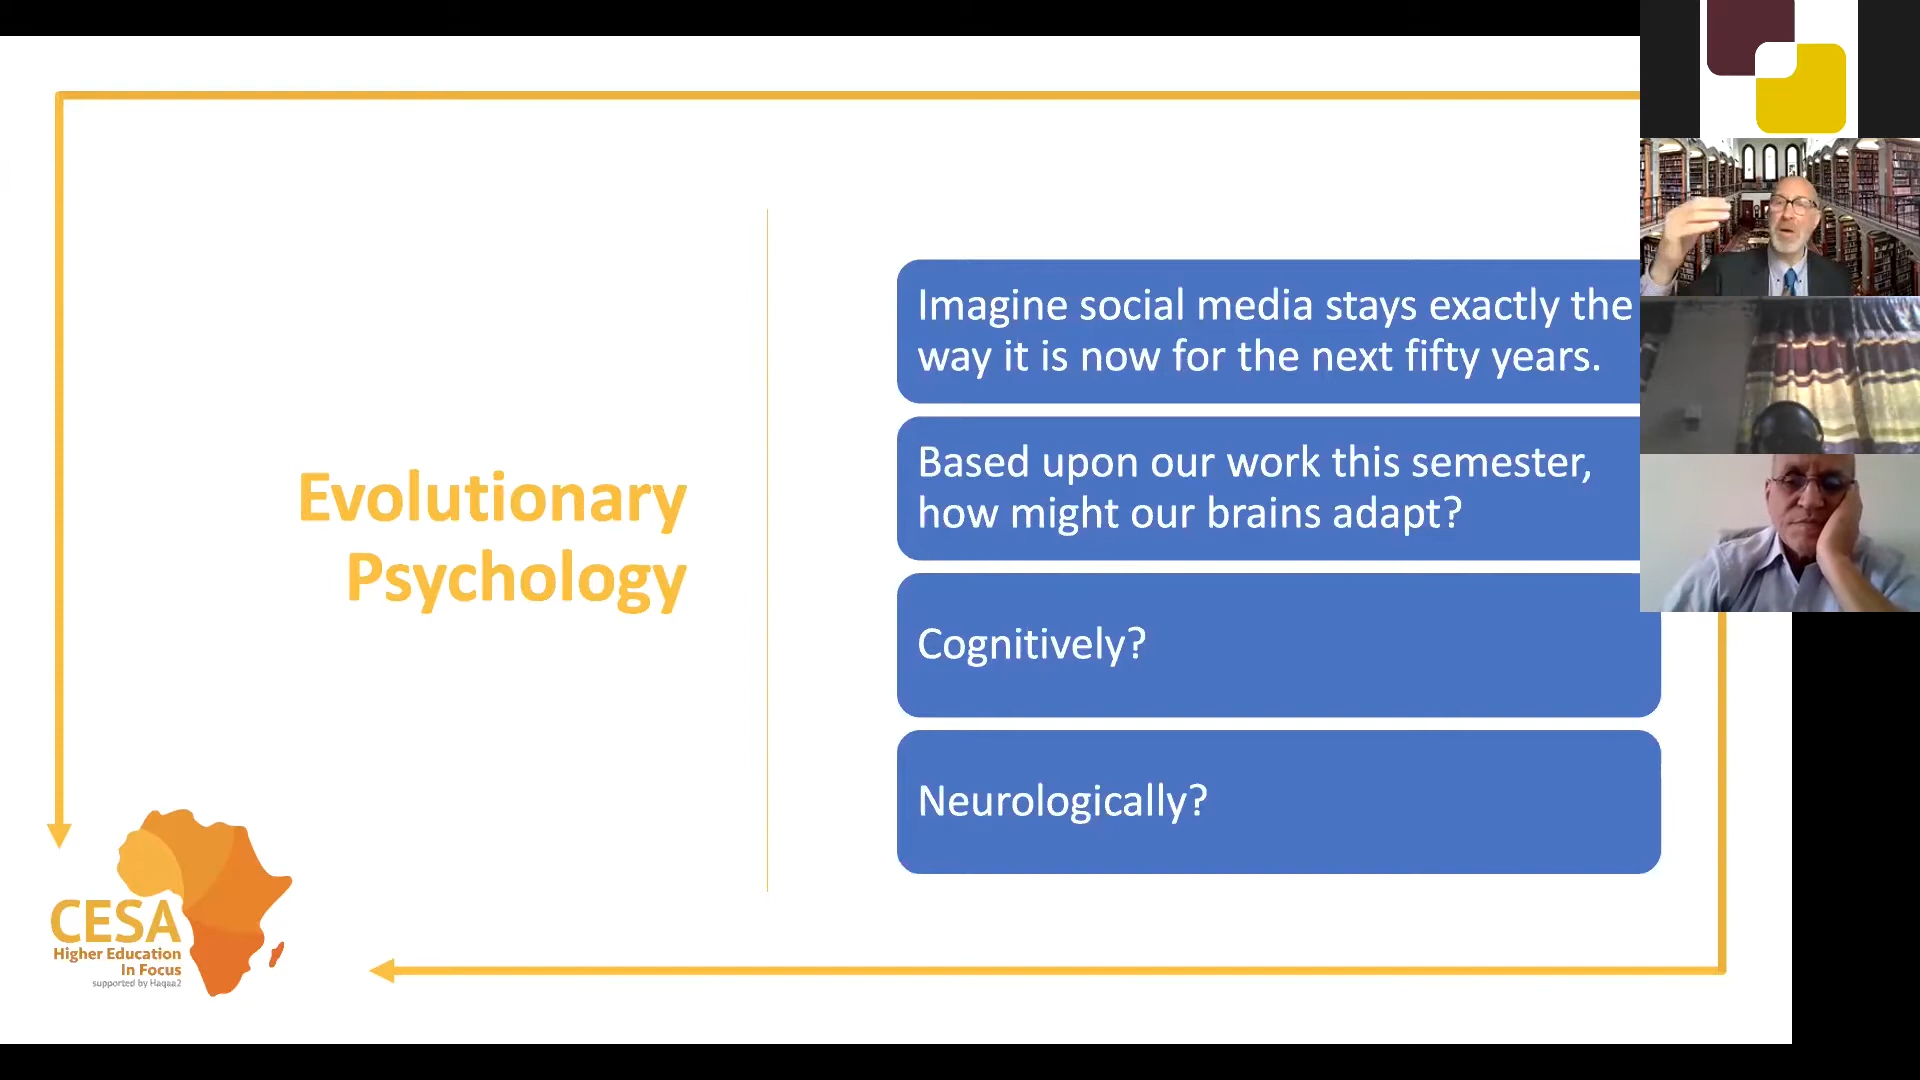 Evolutionary
Psychology
Imagine social media stays exactly the
way it is now for the next fifty years.
Based upon our work this semester,
how might our brains adapt?
Cognitively?
Neurologically?
CESA
Higher Education
In Focus
supported by Haqaa2